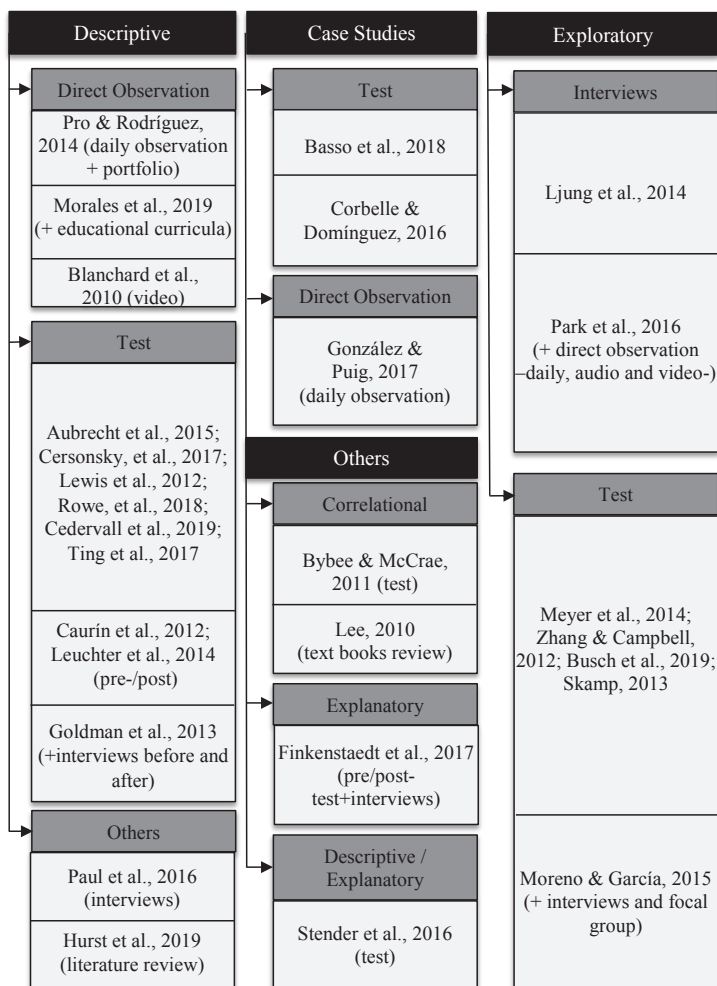 Descriptive
Direct Observation
Pro & Rodríguez,
2014 (daily observation
+ portfolio)
Morales et al., 2019
(+ educational curricula)
Blanchard et al.,
2010 (video)
Test
Aubrecht et al., 2015;
Cersonsky, et al., 2017;
Lewis et al., 2012;
Rowe, et al., 2018;
Cedervall et al., 2019;
Ting et al., 2017
Caurín et al., 2012;
Leuchter et al., 2014
(pre-/post)
Goldman et al., 2013
(+interviews before and
after)
Others
Paul et al., 2016
(interviews)
Hurst et al., 2019
(literature review)
Case Studies
Test
Basso et al., 2018
Corbelle &
Domínguez, 2016
Direct Observation
González &
Puig, 2017
(daily observation)
Others
Correlational
Bybee & McCrae,
2011 (test)
Lee, 2010
(text books review)
Explanatory
Finkenstaedt et al., 2017
(pre/post-
test+interviews)
Descriptive /
Explanatory
Stender et al., 2016
(test)
Exploratory
Interviews
Ljung et al., 2014
Park et al., 2016
(+ direct observation
–daily, audio and video-)
Test
Meyer et al., 2014;
Zhang & Campbell,
2012; Busch et al., 2019;
Skamp, 2013
Moreno & García, 2015
(+ interviews and focal
group)